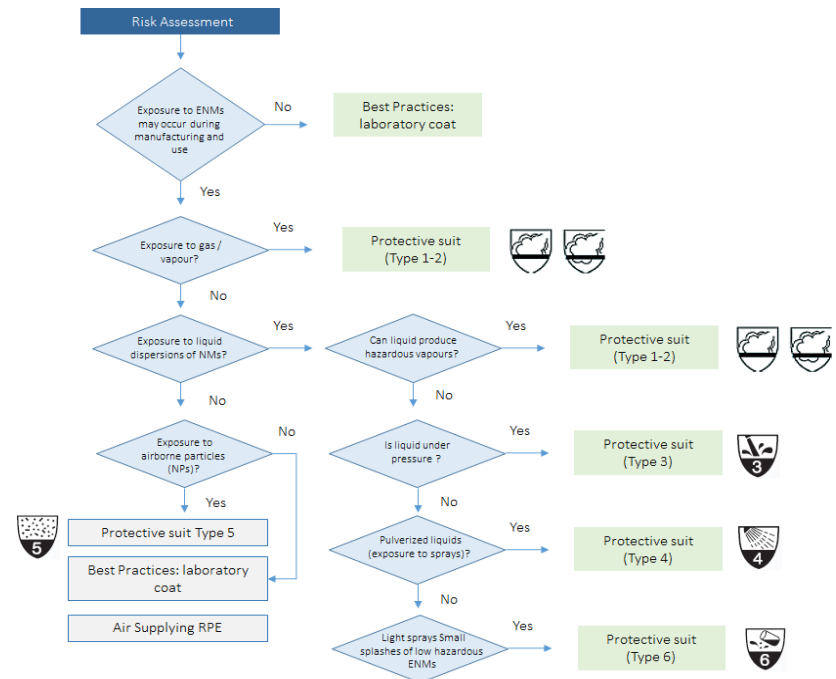 Risk Assessment
Exposure to ENMs
may occur during
manufacturing and
use
No
Best Practices:
laboratory coat
Yes
Exposure to gas /
vapour?
Yes
Protective suit
(Type 1-2)
No
Exposure to liquid
dispersions of NMs?
Yes
Can liquid produce
hazardous vapours?
Yes
Protective suit
(Type 1-2)
No
No
Exposure to
airborne particles
(NPs)?
No
Is liquid under
pressure ?
Yes
Protective suit
(Type 3)
3
Yes
No
5
Protective suit Type 5
Pulverized liquids
(exposure to sprays)?
Yes
Protective suit
(Type 4)
4
Best Practices: laboratory
coat
No
Air Supplying RPE
Light sprays Small
splashes of low hazardous
ENMs
Yes
Protective suit
(Type 6)
6